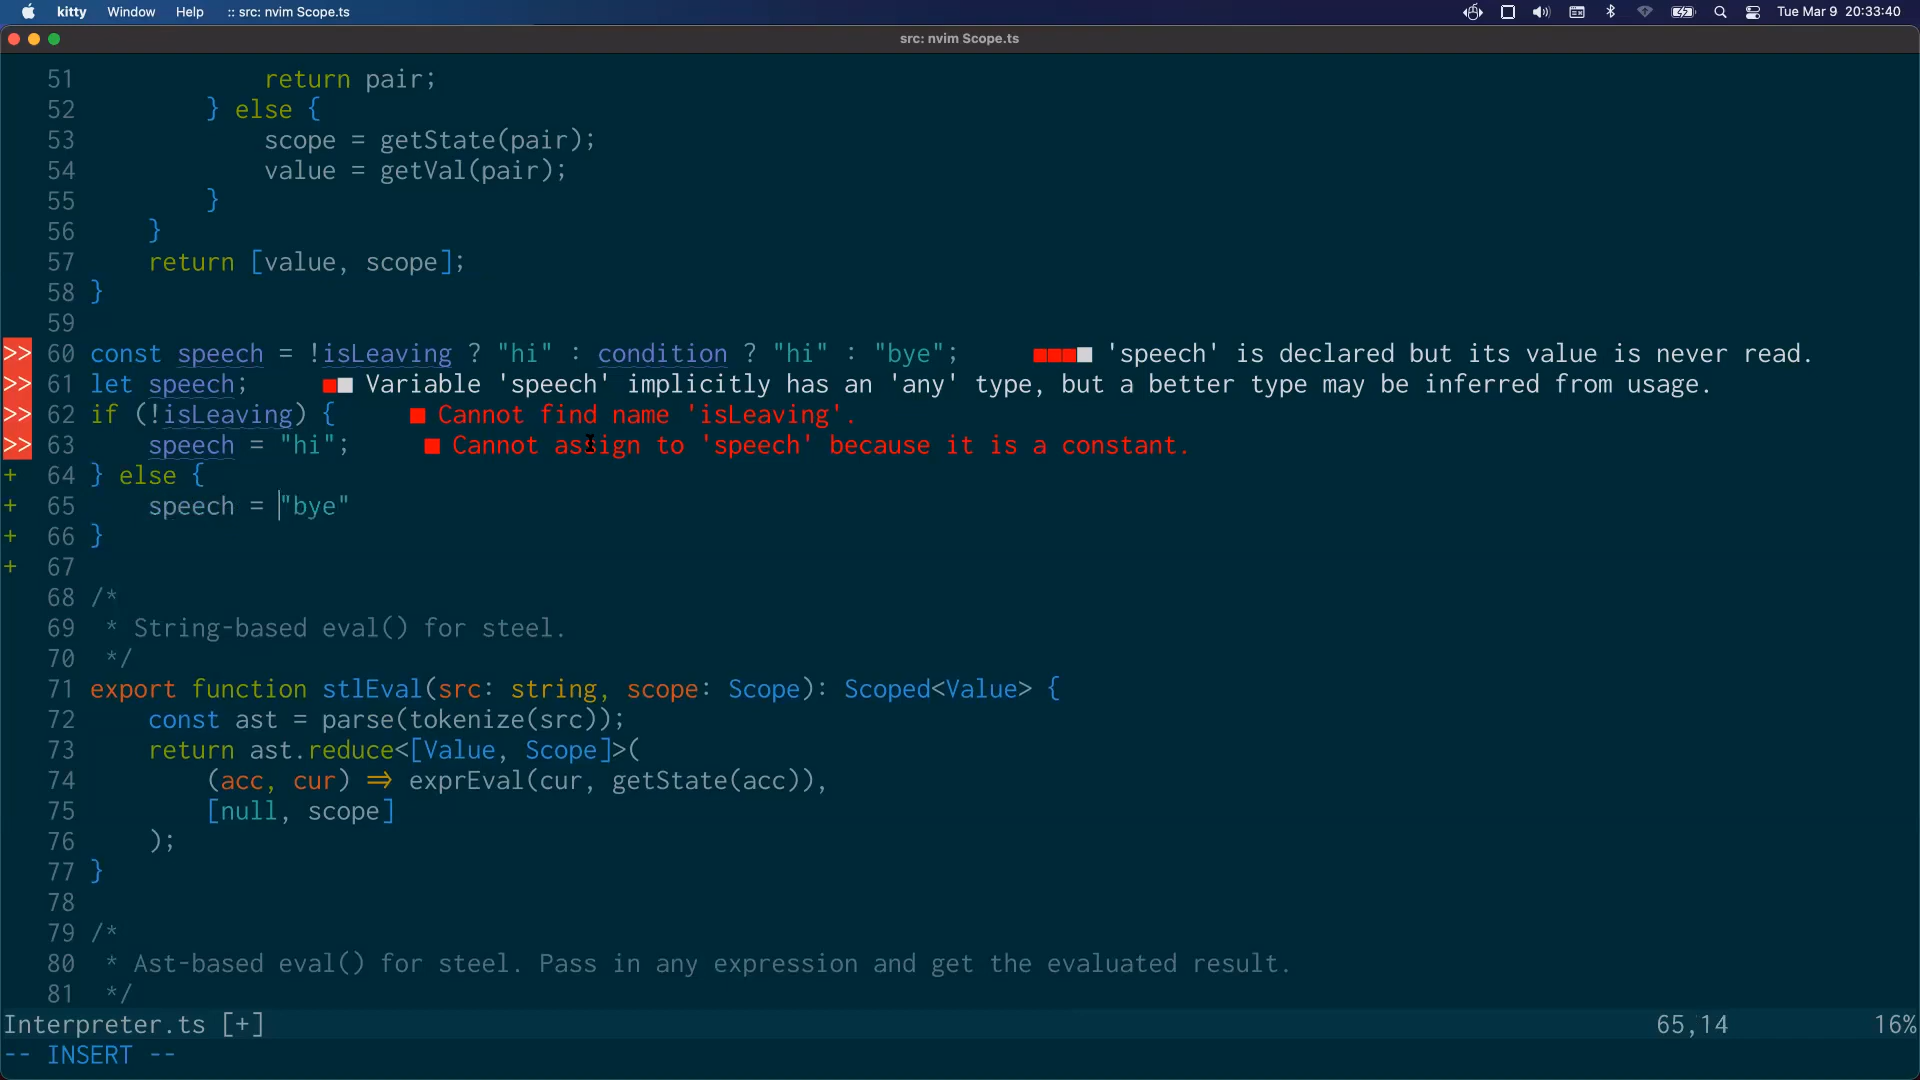 kitty Window Help :: src: nvim Scope.ts Tue Mar 9 20:33:40
src: nvim Scope.ts
51 return pair;
52 } else {
53 scope = getState(pair);
54 value = getVal(pair);
55 }
56 }
57 return [value, scope];
58 }
59
>> 60 const speech = !isLeaving ? "hi" : condition ? "hi" : "bye"; 'speech' is declared but its value is never read.
>> 61 let speech; Variable 'speech' implicitly has an 'any' type, but a better type may be inferred from usage.
>> 62 if (!isLeaving) { Cannot find name 'isLeaving'.
>> 63 speech = "hi"; Cannot assign to 'speech' because it is a constant.
+ 64 } else {
+ 65 speech = "bye"
+ 66 }
+ 67
68 /*
69 * String-based eval() for steel.
70 */
71 export function stlEval(src: string, scope: Scope): Scoped<Value> {
72 const ast = parse(tokenize(src));
73 return ast.reduce<[Value, Scope]>(
74 (acc, cur) => exprEval(cur, getState(acc)),
75 [null, scope]
76 );
77 }
78
79 /*
80 * Ast-based eval() for steel. Pass in any expression and get the evaluated result.
81 */
Interpreter.ts [+] 65,14 16%
-- INSERT --